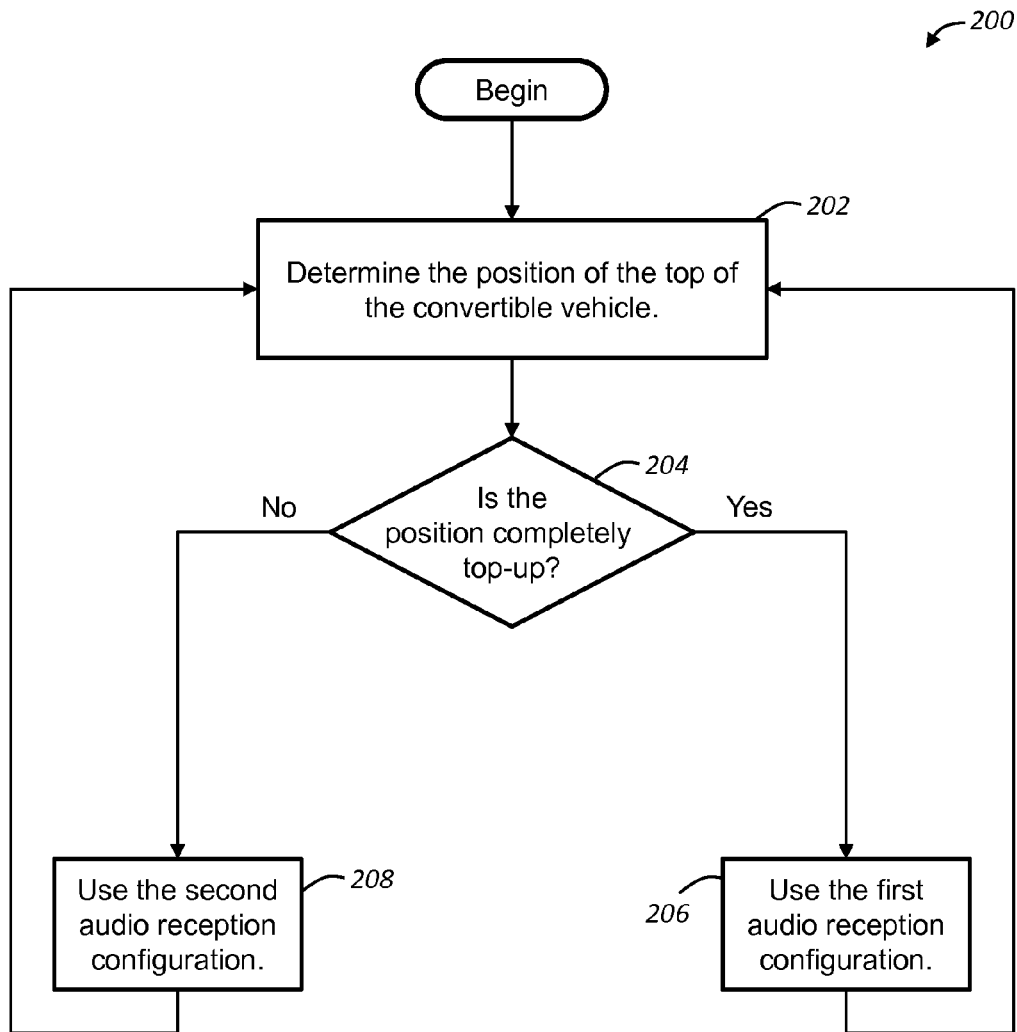 200
Begin
202
Determine the position of the top of
the convertible vehicle.
204
No
Is the
position completely
top-up?
Yes
Use the second
audio reception
configuration.
208
206
Use the first
audio reception
configuration.